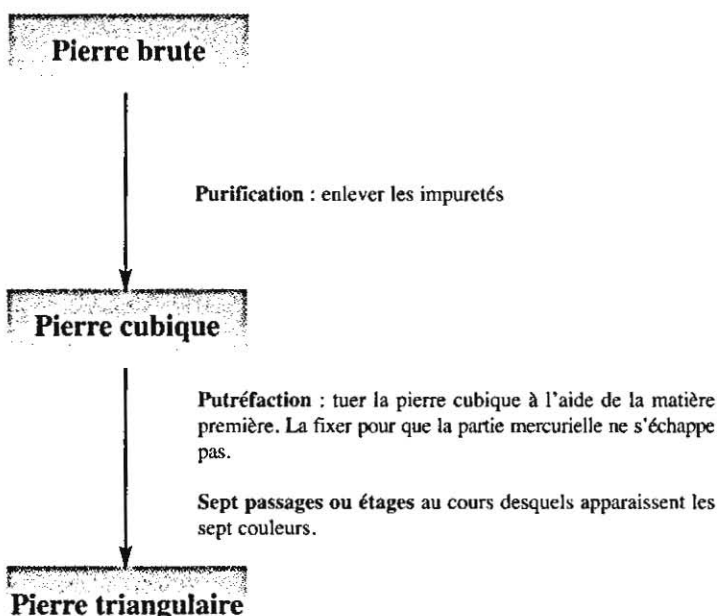 Pierre brute
Purification : enlever les impuretés
Pierre cubique
Putréfaction : tuer la pierre cubique à l'aide de la matière
première. La fixer pour que la partie mercurielle ne s'échappe
pas.
Sept passages ou étages au cours desquels apparaissent les
sept couleurs.
Pierre triangulaire